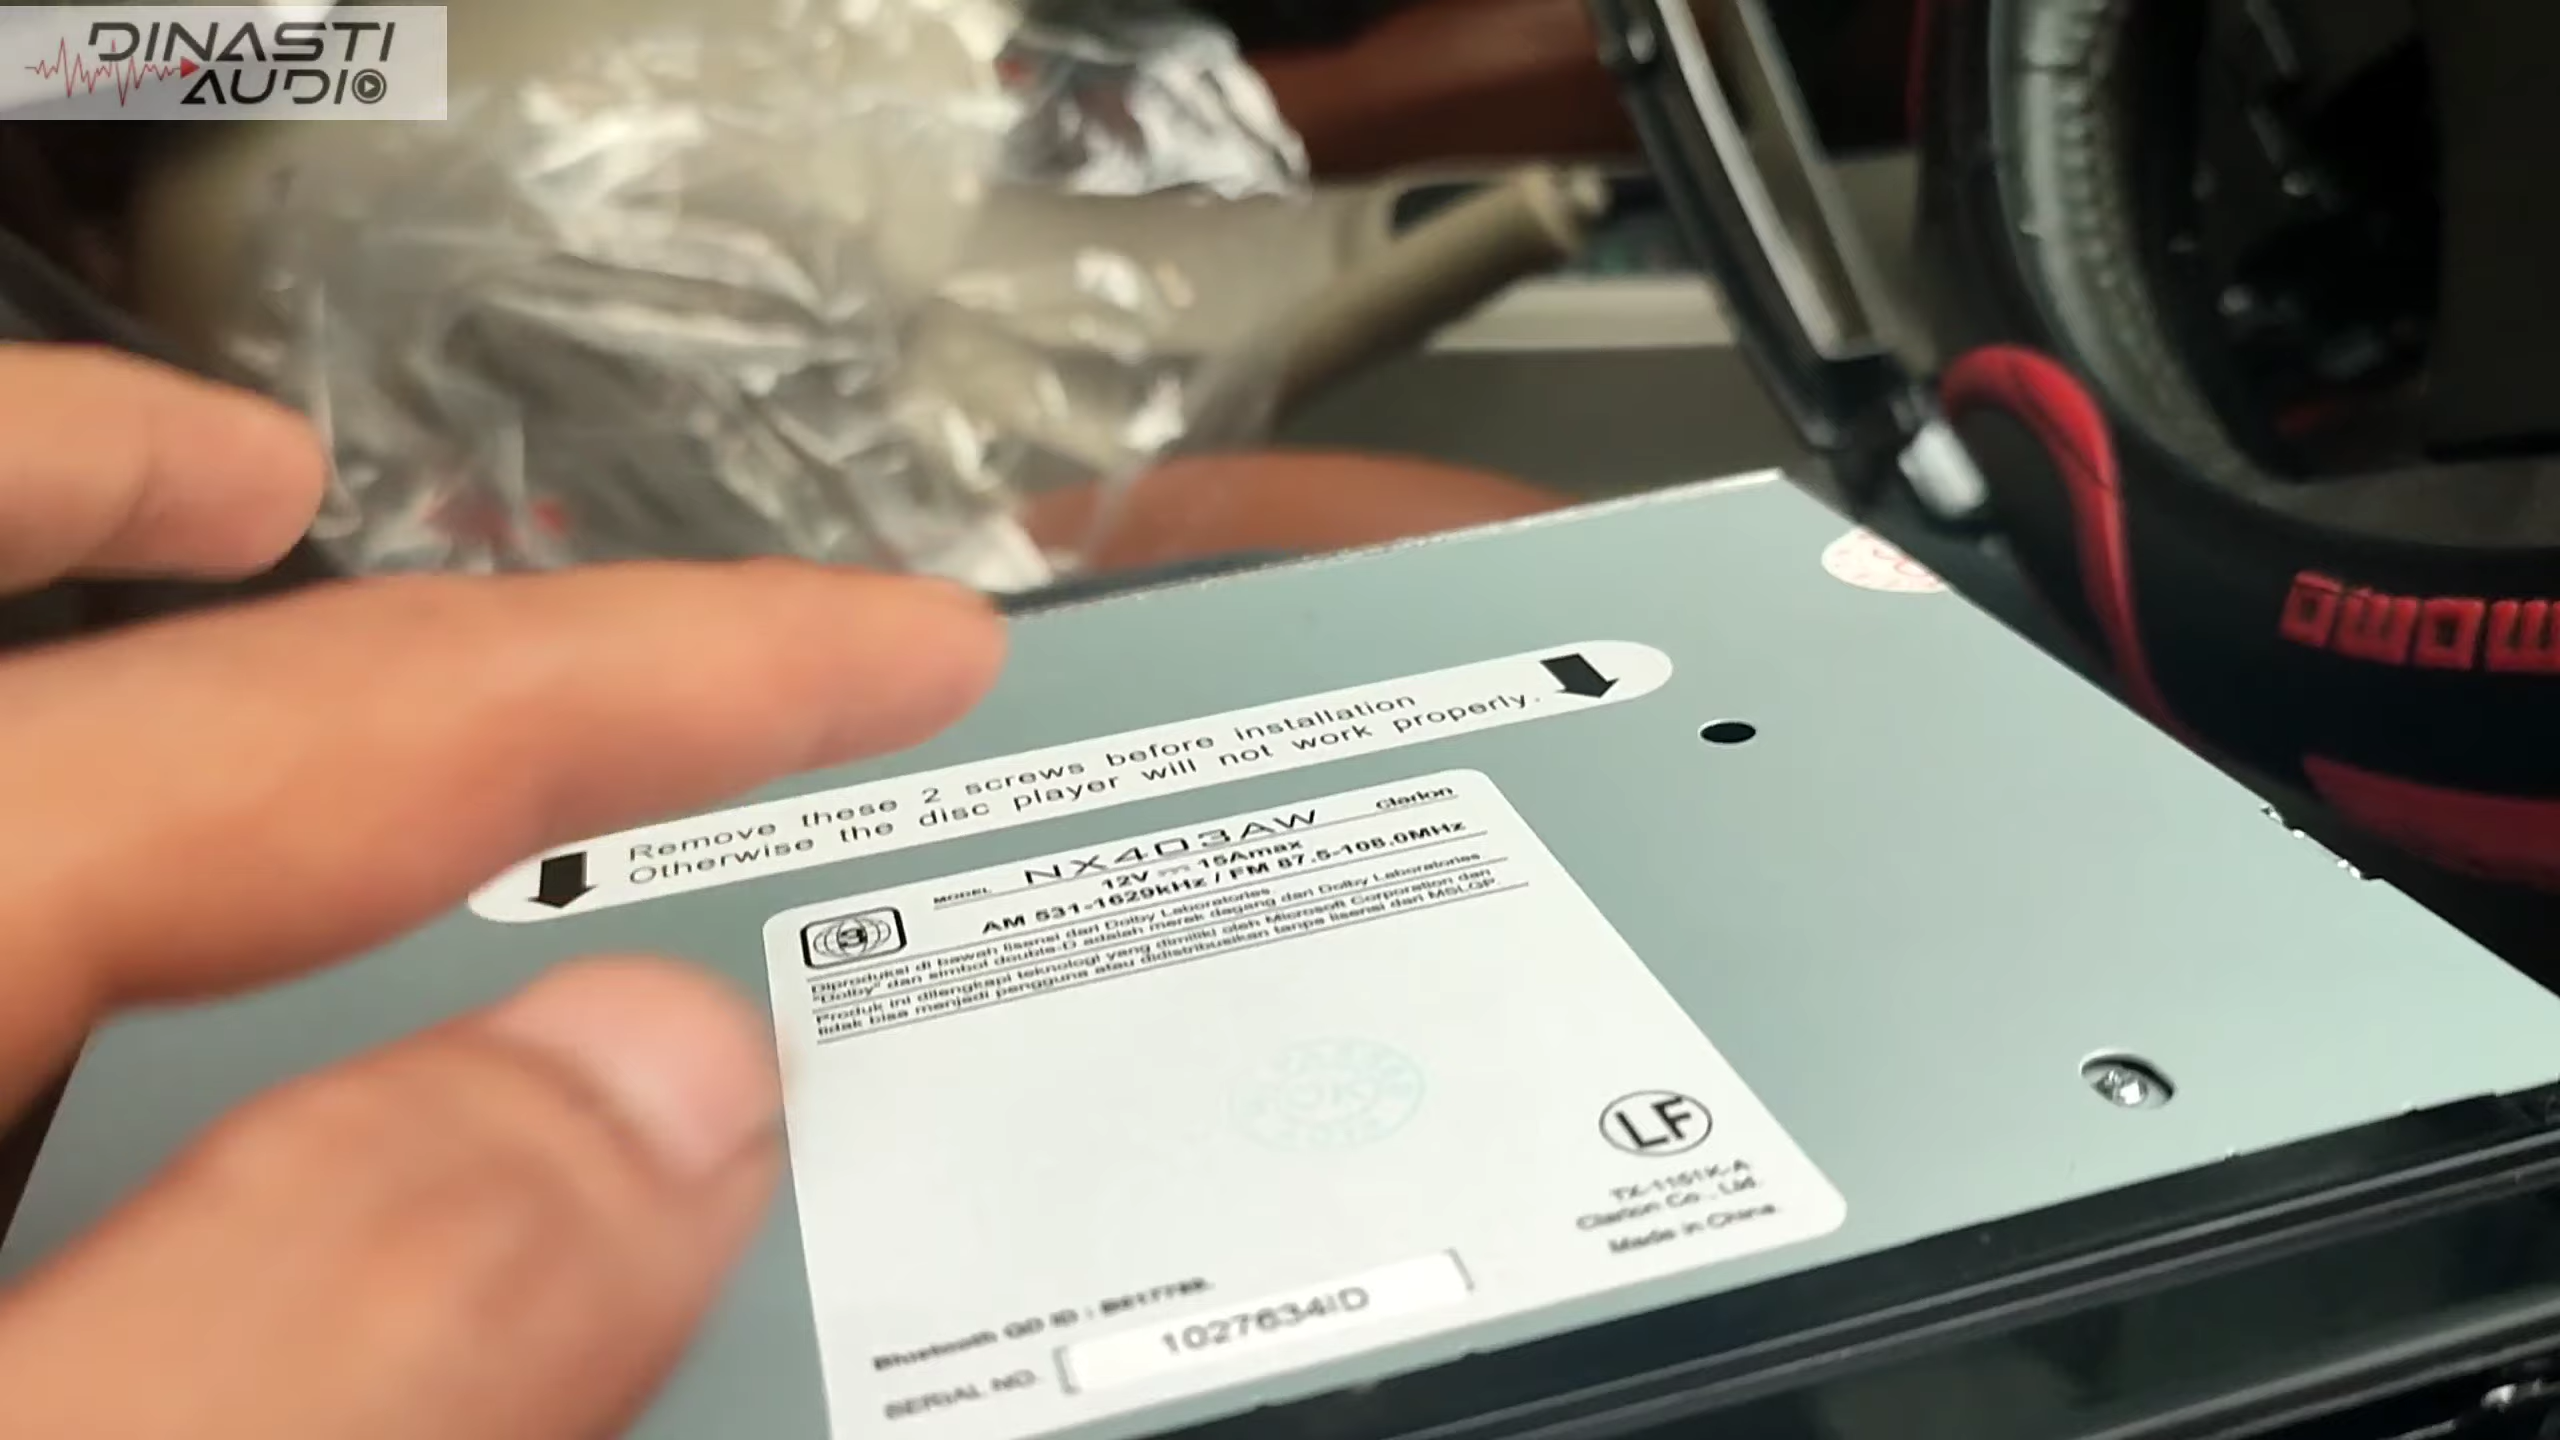 DINASTI
AUDIO
Remove these 2 screws before installation
Otherwise the disc player will not work properly.
MODEL NX403AW Clarion
12V 15Amax
AM 531-1629kHz / FM 87.5-108.0MHz
3
Diproduksi di bawah lisensi dari Dolby Laboratories.
"Dolby" dan simbol double-D adalah merek dagang dari Dolby Laboratories.
Produk ini dilengkapi teknologi yang dimiliki oleh Microsoft Corporation dan
tidak bisa menjadi pengguna atau didistribusikan tanpa lisensi dari MSLGP.
OK
LF
TX-1151K-A
Clarion Co., Ltd.
Made in China.
Bluetooth QD ID :
SERIAL NO. [ 1027634ID ]